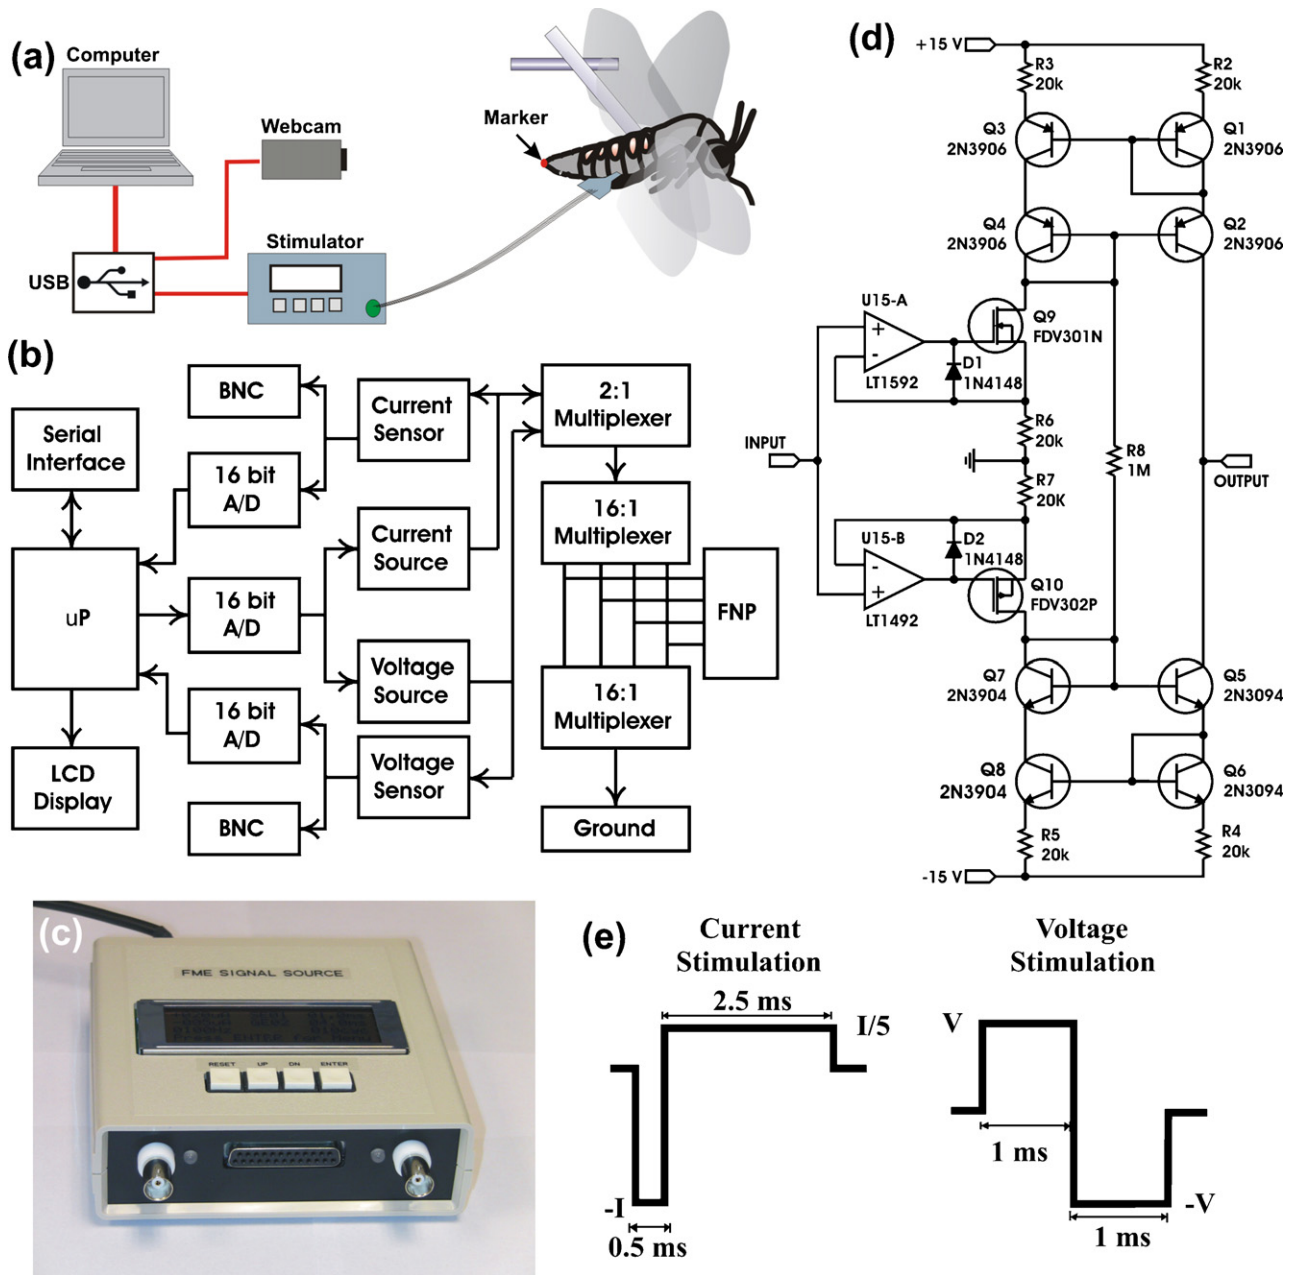 (a)
Computer
Webcam
Marker
USB
Stimulator
(b)
Serial
Interface
uP
LCD
Display
BNC
16 bit
A/D
16 bit
A/D
16 bit
A/D
BNC
Current
Sensor
Current
Source
Voltage
Source
Voltage
Sensor
2:1
Multiplexer
16:1
Multiplexer
FNP
16:1
Multiplexer
Ground
(c)
FME SIGNAL SOURCE
RESET UP DN ENTER
(d)
+15 V
R3
20k
R2
20k
Q3
2N3906
Q1
2N3906
Q4
2N3906
Q2
2N3906
U15-A
+
-
LT1592
Q9
FDV301N
D1
1N4148
R6
20k
INPUT
R7
20K
R8
1M
OUTPUT
U15-B
-
+
LT1492
D2
1N4148
Q10
FDV302P
Q7
2N3904
Q5
2N3094
Q8
2N3904
Q6
2N3094
R5
20k
R4
20k
-15 V
(e)
Current
Stimulation
2.5 ms
I/5
-I
0.5 ms
Voltage
Stimulation
V
1 ms
-V
1 ms